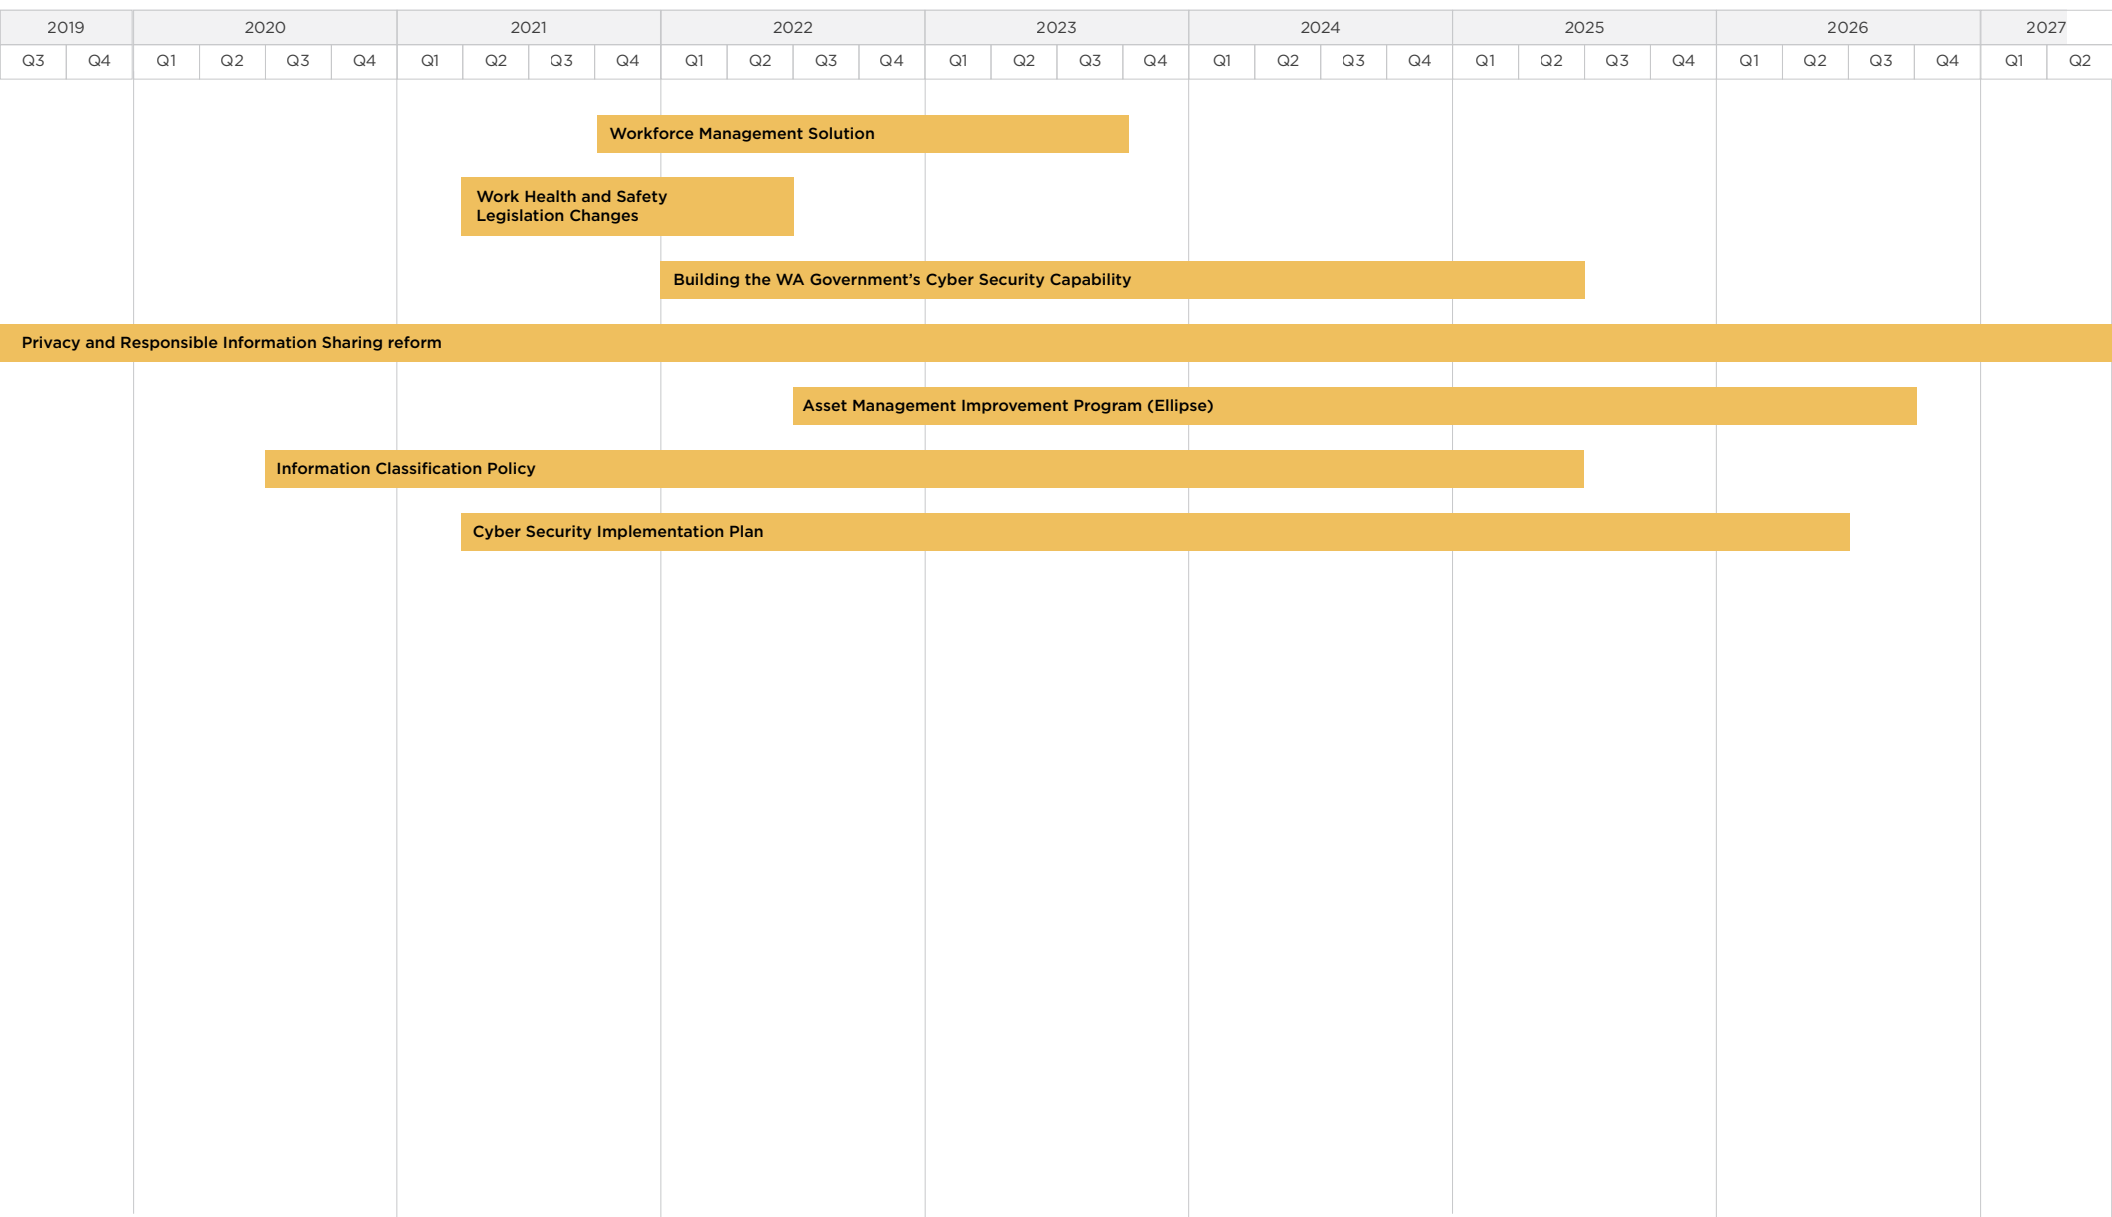 2019 2020 2021 2022 2023 2024 2025 2026 2027
Q3 Q4 Q1 Q2 Q3 Q4 Q1 Q2 Q3 Q4 Q1 Q2 Q3 Q4 Q1 Q2 Q3 Q4 Q1 Q2 Q3 Q4 Q1 Q2 Q3 Q4 Q1 Q2 Q3 Q4 Q1 Q2
Workforce Management Solution
Work Health and Safety
Legislation Changes
Building the WA Government’s Cyber Security Capability
Privacy and Responsible Information Sharing reform
Asset Management Improvement Program (Ellipse)
Information Classification Policy
Cyber Security Implementation Plan